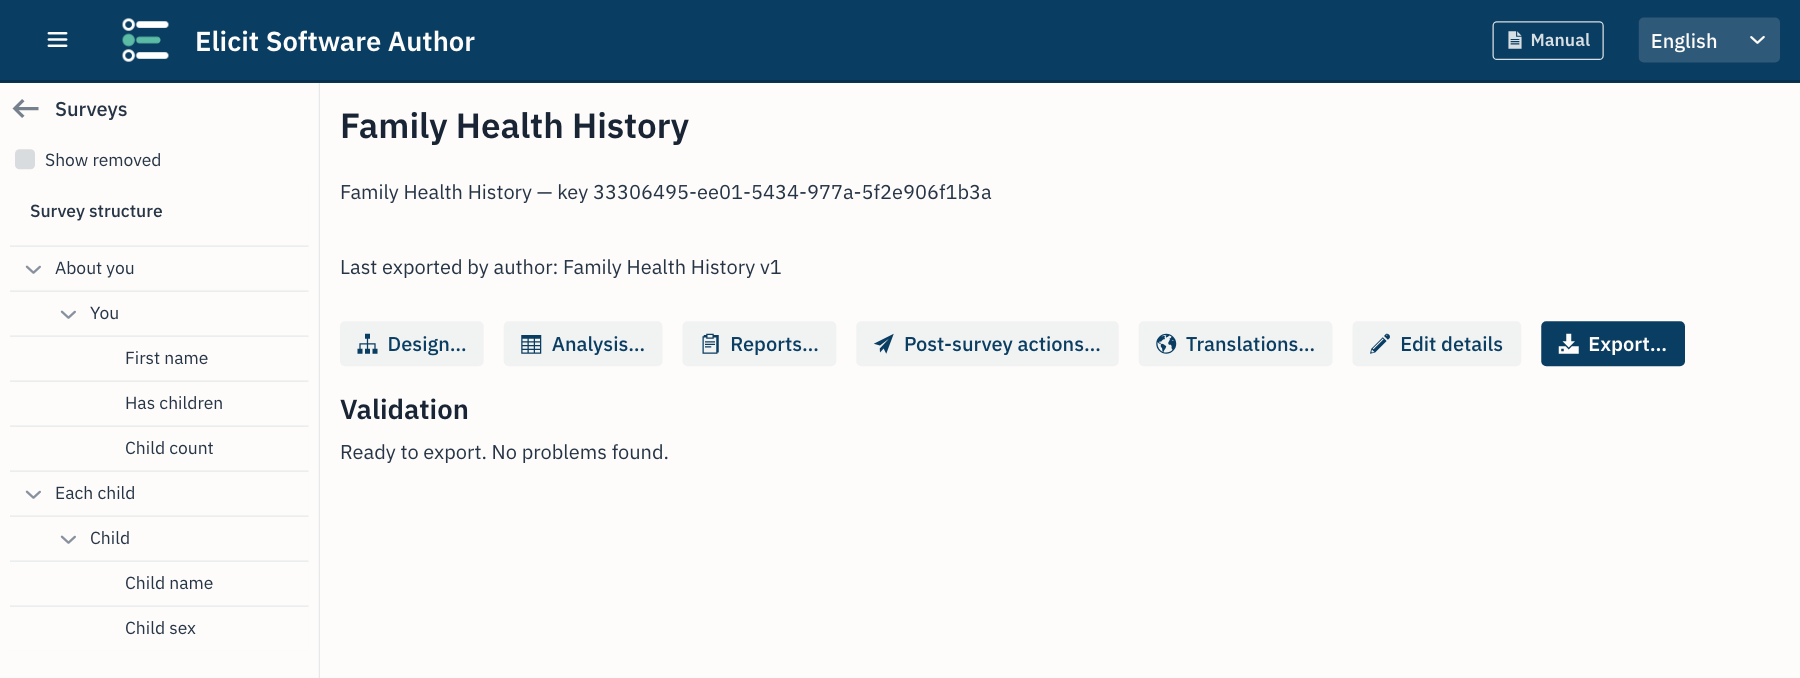 Elicit Software Author
Manual
English
Surveys
Show removed
Survey structure
About you
You
First name
Has children
Child count
Each child
Child
Child name
Child sex
Family Health History
Family Health History — key 33306495-ee01-5434-977a-5f2e906f1b3a
Last exported by author: Family Health History v1
Design... Analysis... Reports... Post-survey actions... Translations... Edit details Export...
Validation
Ready to export. No problems found.